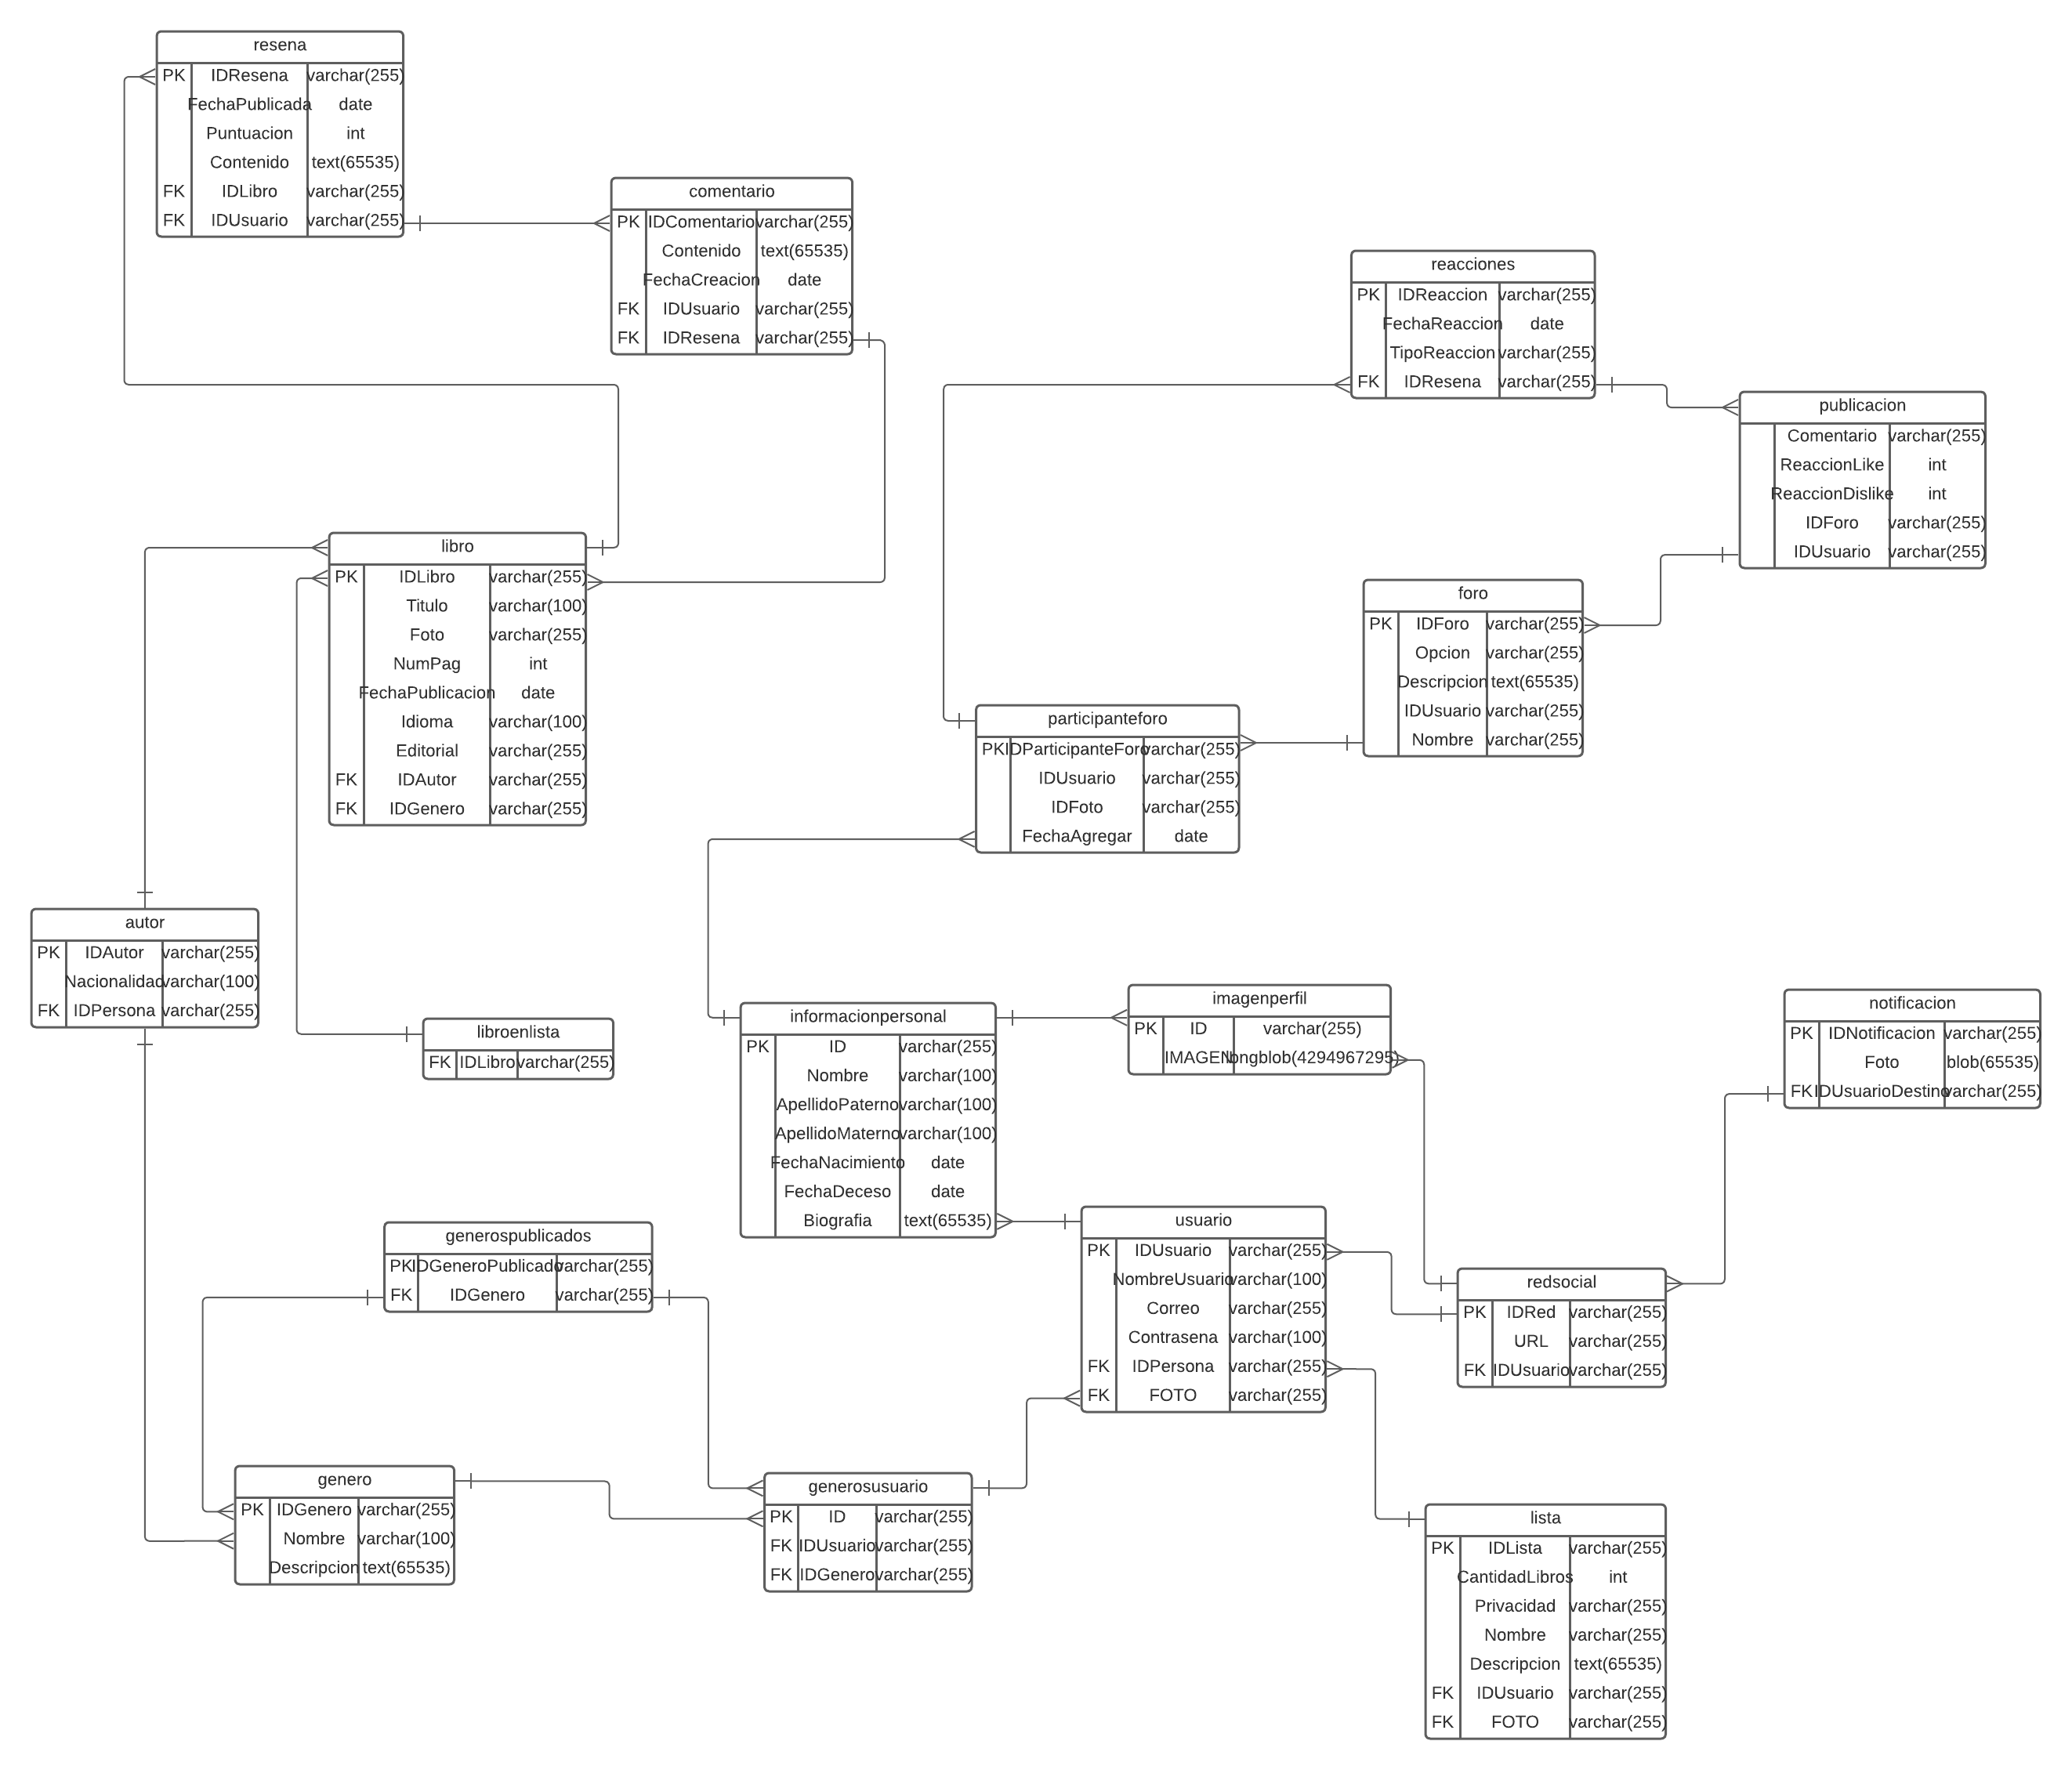 resena
PK IDResena varchar(255)
FechaPublicada date
Puntuacion int
Contenido text(65535)
FK IDLibro varchar(255)
FK IDUsuario varchar(255)
comentario
PK IDComentario varchar(255)
Contenido text(65535)
FechaCreacion date
FK IDUsuario varchar(255)
FK IDResena varchar(255)
reacciones
PK IDReaccion varchar(255)
FechaReaccion date
TipoReaccion varchar(255)
FK IDResena varchar(255)
publicacion
Comentario varchar(255)
ReaccionLike int
ReaccionDislike int
IDForo varchar(255)
IDUsuario varchar(255)
libro
PK IDLibro varchar(255)
Titulo varchar(100)
Foto varchar(255)
NumPag int
FechaPublicacion date
Idioma varchar(100)
Editorial varchar(255)
FK IDAutor varchar(255)
FK IDGenero varchar(255)
foro
PK IDForo varchar(255)
Opcion varchar(255)
Descripcion text(65535)
IDUsuario varchar(255)
Nombre varchar(255)
participanteforo
PK IDParticipanteForo varchar(255)
IDUsuario varchar(255)
IDFoto varchar(255)
FechaAgregar date
autor
PK IDAutor varchar(255)
Nacionalidad varchar(100)
FK IDPersona varchar(255)
libroenlista
FK IDLibro varchar(255)
informacionpersonal
PK ID varchar(255)
Nombre varchar(100)
ApellidoPaterno varchar(100)
ApellidoMaterno varchar(100)
FechaNacimiento date
FechaDeceso date
Biografia text(65535)
imagenperfil
PK ID varchar(255)
IMAGEN longblob(4294967295)
notificacion
PK IDNotificacion varchar(255)
Foto blob(65535)
FK IDUsuarioDestino varchar(255)
generospublicados
PK IDGeneroPublicado varchar(255)
FK IDGenero varchar(255)
usuario
PK IDUsuario varchar(255)
NombreUsuario varchar(100)
Correo varchar(255)
Contrasena varchar(100)
FK IDPersona varchar(255)
FK FOTO varchar(255)
redsocial
PK IDRed varchar(255)
URL varchar(255)
FK IDUsuario varchar(255)
genero
PK IDGenero varchar(255)
Nombre varchar(100)
Descripcion text(65535)
generosusuario
PK ID varchar(255)
FK IDUsuario varchar(255)
FK IDGenero varchar(255)
lista
PK IDLista varchar(255)
CantidadLibros int
Privacidad varchar(255)
Nombre varchar(255)
Descripcion text(65535)
FK IDUsuario varchar(255)
FK FOTO varchar(255)